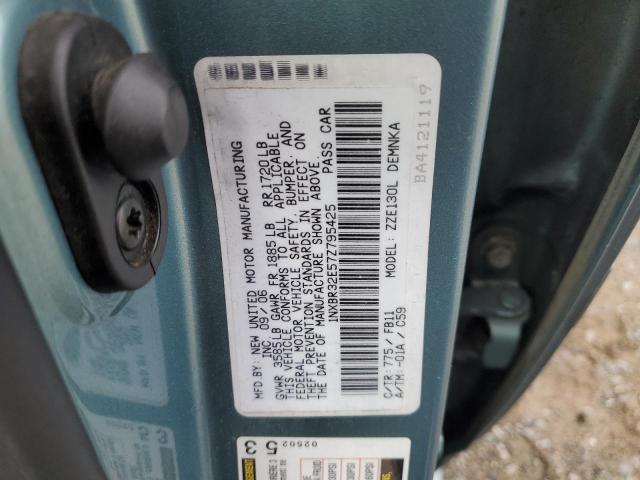 MFD BY: NEW UNITED MOTOR MANUFACTURING
INC 09/06
GVWR 3585LB GAWR FR 1885LB RR 1720LB
THIS VEHICLE CONFORMS TO ALL APPLICABLE
FEDERAL MOTOR VEHICLE SAFETY, BUMPER, AND
THEFT PREVENTION STANDARDS IN EFFECT ON
THE DATE OF MANUFACTURE SHOWN ABOVE.
1NXBR32E57Z795425 PASS CAR
C/TR: 775 / FB11 MODEL: ZZE130L DEMNKA
A/TM: -01A / C59
BA4121119
02502